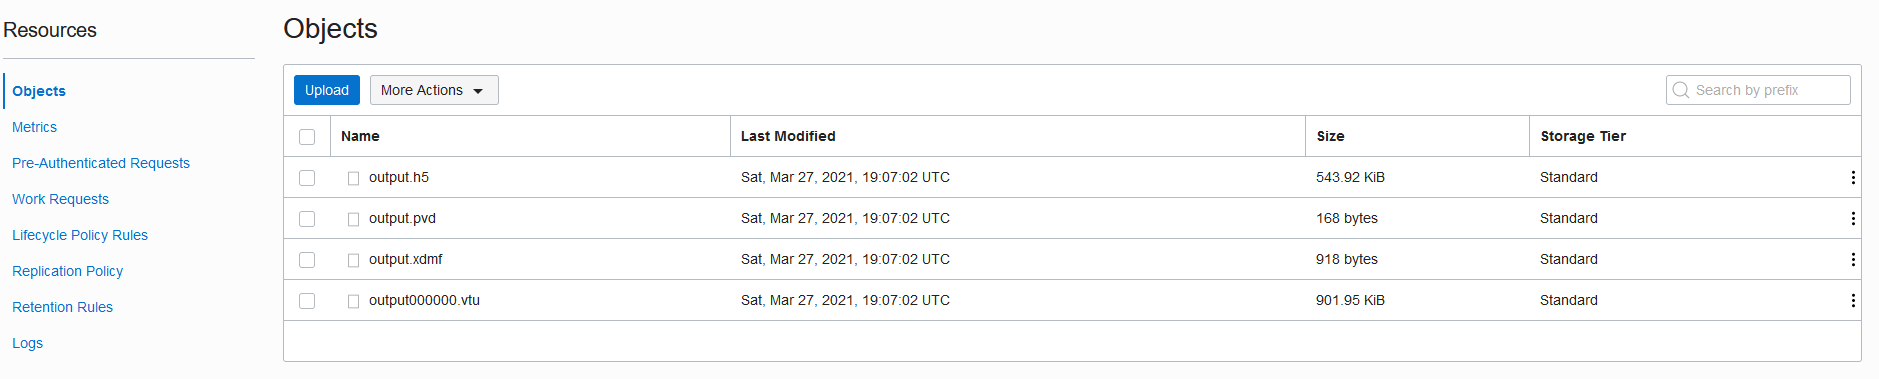 Resources
Objects
Metrics
Pre-Authenticated Requests
Work Requests
Lifecycle Policy Rules
Replication Policy
Retention Rules
Logs
Objects
Upload More Actions Search by prefix
Name Last Modified Size Storage Tier
output.h5 Sat, Mar 27, 2021, 19:07:02 UTC 543.92 KiB Standard
output.pvd Sat, Mar 27, 2021, 19:07:02 UTC 168 bytes Standard
output.xdmf Sat, Mar 27, 2021, 19:07:02 UTC 918 bytes Standard
output000000.vtu Sat, Mar 27, 2021, 19:07:02 UTC 901.95 KiB Standard